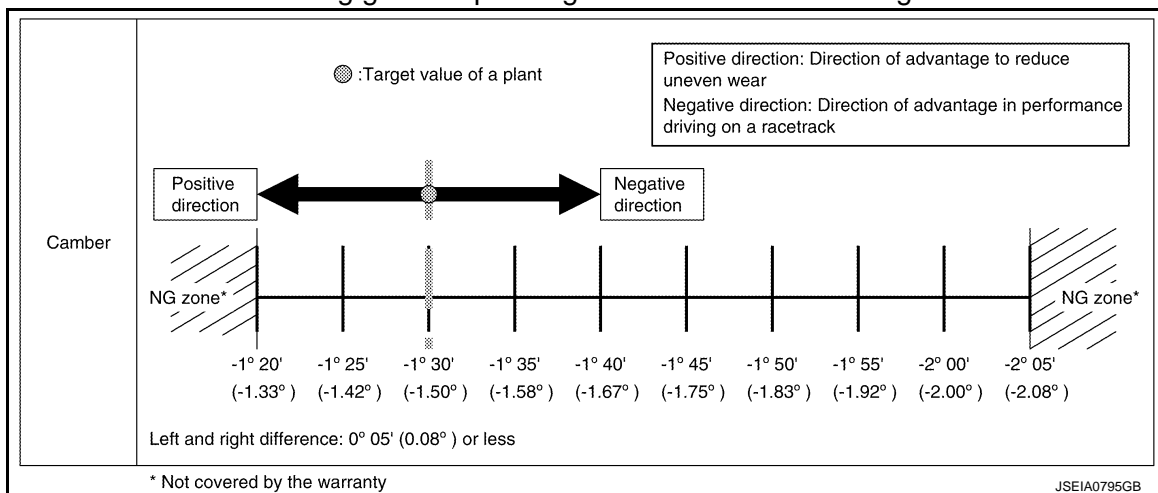 :Target value of a plant
Positive direction: Direction of advantage to reduce
uneven wear
Negative direction: Direction of advantage in performance
driving on a racetrack
Positive
direction
Negative
direction
Camber
NG zone*
NG zone*
-1° 20' -1° 25' -1° 30' -1° 35' -1° 40' -1° 45' -1° 50' -1° 55' -2° 00' -2° 05'
(-1.33° ) (-1.42° ) (-1.50° ) (-1.58° ) (-1.67° ) (-1.75° ) (-1.83° ) (-1.92° ) (-2.00° ) (-2.08° )
Left and right difference: 0° 05' (0.08° ) or less
* Not covered by the warranty
JSEIA0795GB